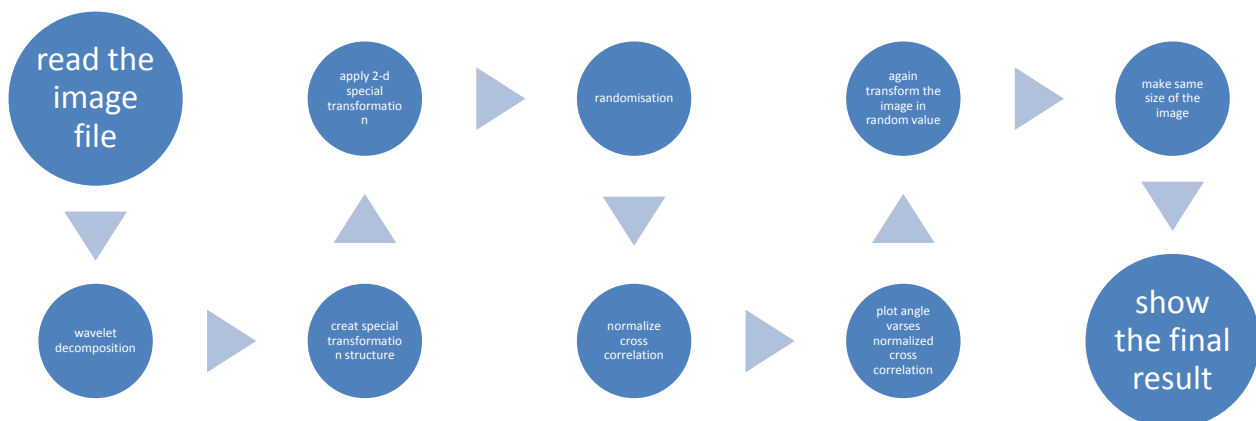 read the
image
file
wavelet
decomposition
creat special
transformatio
n structure
apply 2-d
special
transformatio
n
randomisation
normalize
cross
correlation
plot angle
varses
normalized
cross
correlation
again
transform the
image in
random value
make same
size of the
image
show
the final
result